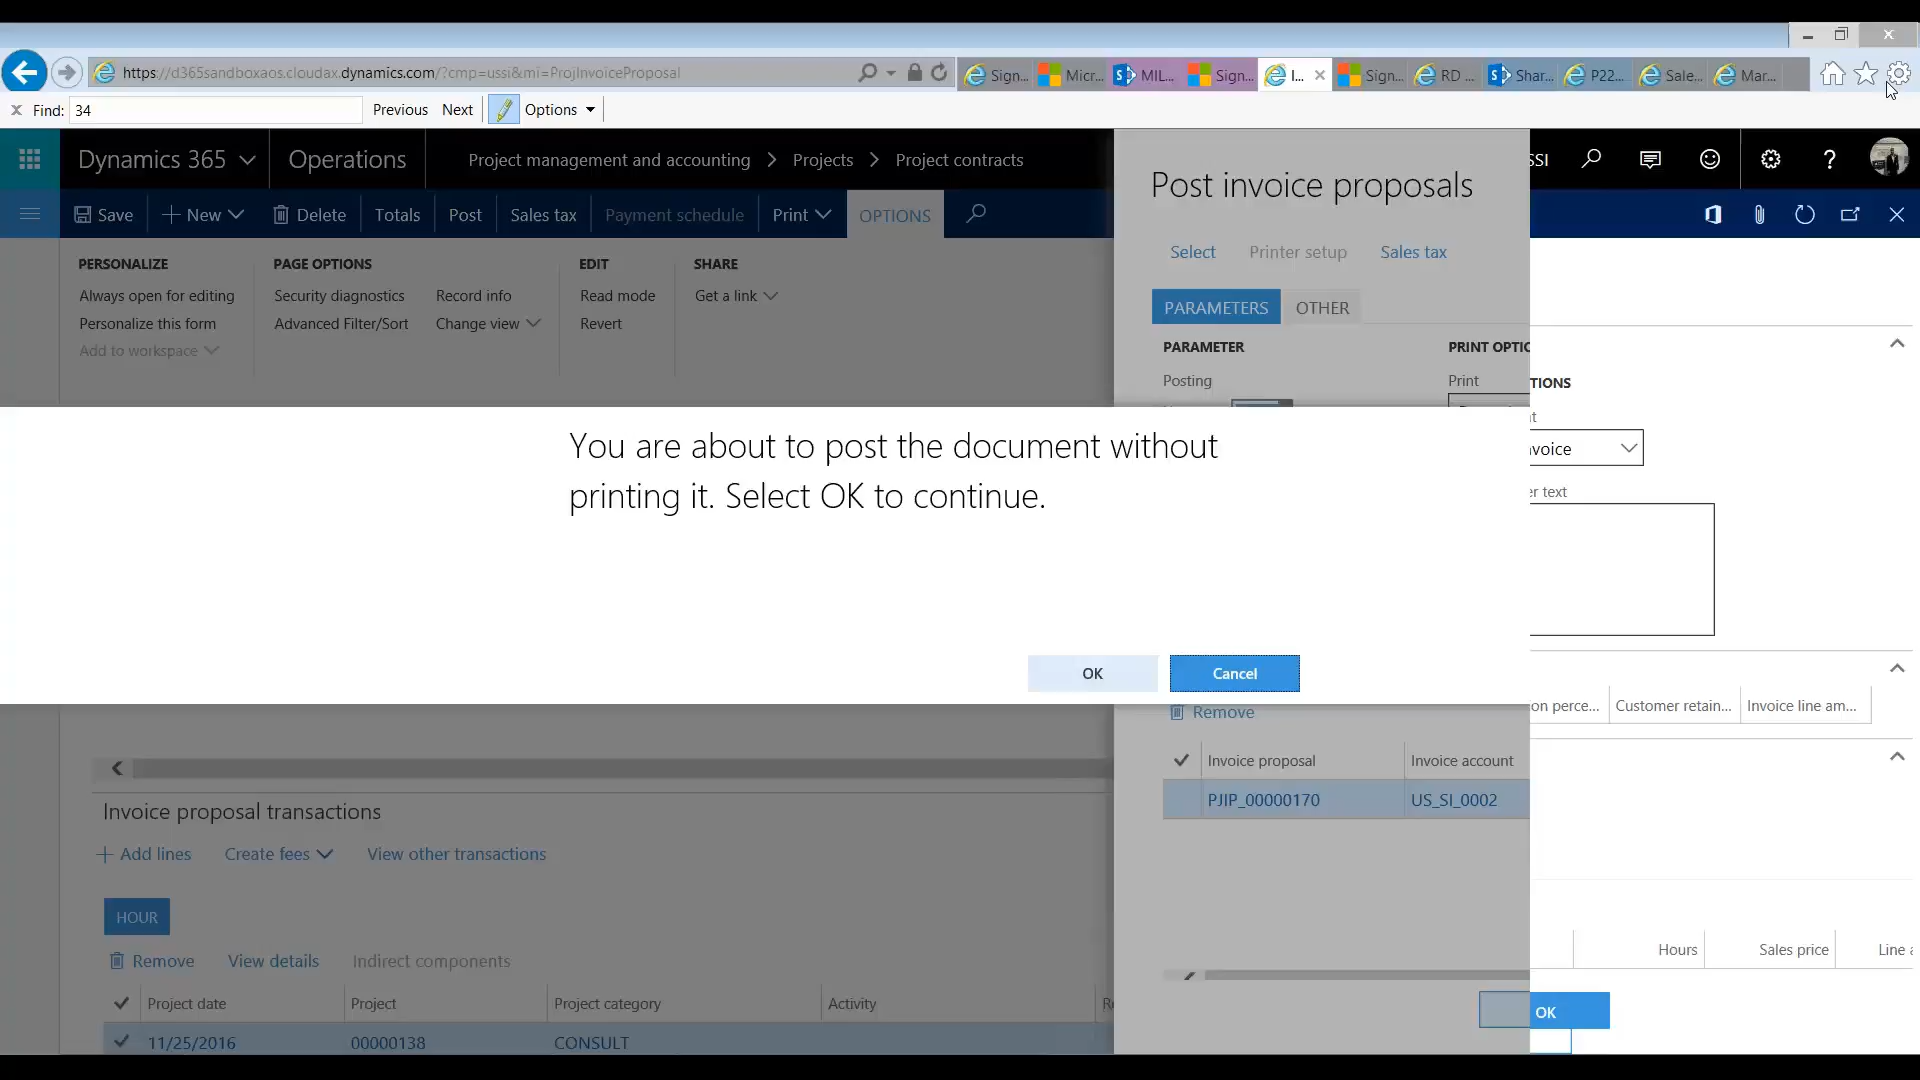 https://d365sandboxaos.cloudax.dynamics.com/?cmp=ussi&mi=ProjInvoiceProposal
Sign...
Micr...
MIL...
Sign...
I...
Sign...
RD ...
Shar...
P22...
Sale...
Mar...
Find: 34
Previous Next Options
Dynamics 365
Operations
Project management and accounting > Projects > Project contracts
SSI
Save
New
Delete
Totals
Post
Sales tax
Payment schedule
Print
OPTIONS
PERSONALIZE
Always open for editing
Personalize this form
Add to workspace
PAGE OPTIONS
Security diagnostics
Advanced Filter/Sort
Record info
Change view
EDIT
Read mode
Revert
SHARE
Get a link
Post invoice proposals
Select Printer setup Sales tax
PARAMETERS OTHER
PARAMETER
Posting
PRINT OPTIO
Print
TIONS
t
voice
er text
You are about to post the document without
printing it. Select OK to continue.
OK Cancel
Remove
Invoice proposal Invoice account
PJIP_00000170 US_SI_0002
on perce... Customer retain... Invoice line am...
Invoice proposal transactions
Add lines Create fees View other transactions
HOUR
Remove View details Indirect components
Project date Project Project category Activity
11/25/2016 00000138 CONSULT
Hours Sales price Line
OK